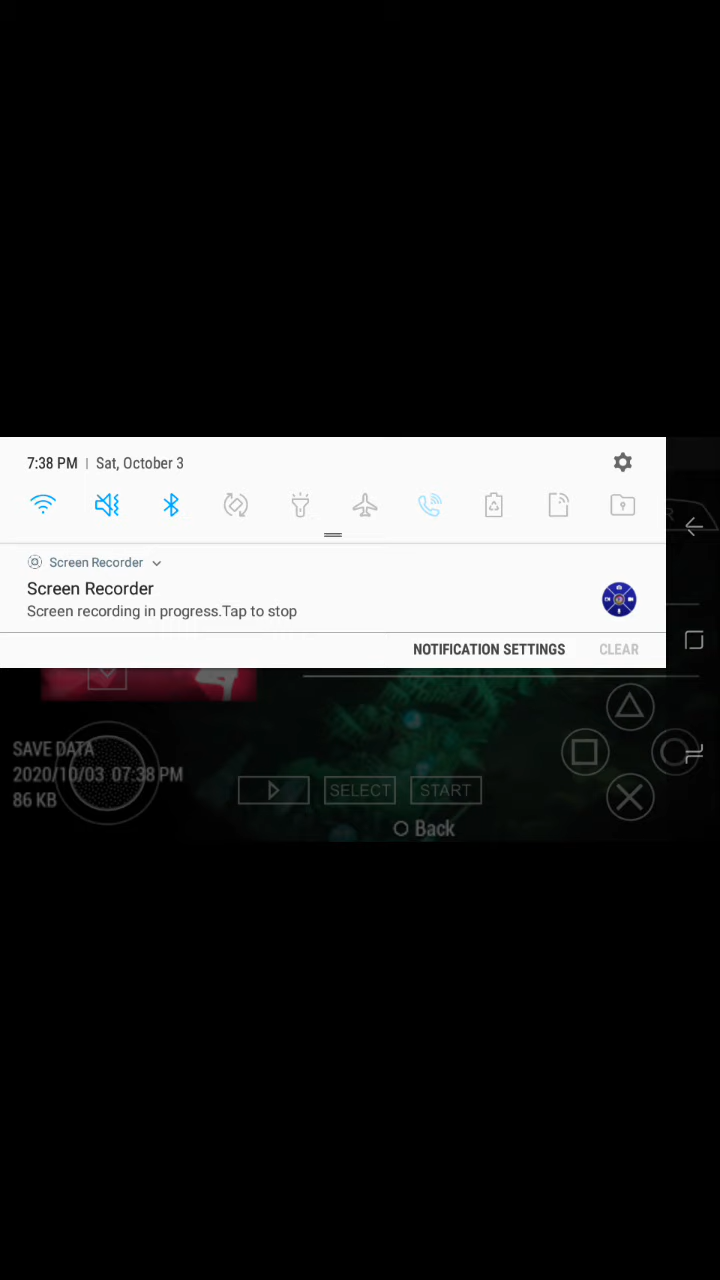 7:38 PM | Sat, October 3
Screen Recorder
Screen Recorder
Screen recording in progress.Tap to stop
NOTIFICATION SETTINGS CLEAR
SAVE DATA
2020/10/03 07:38 PM
86 KB
SELECT START
Back